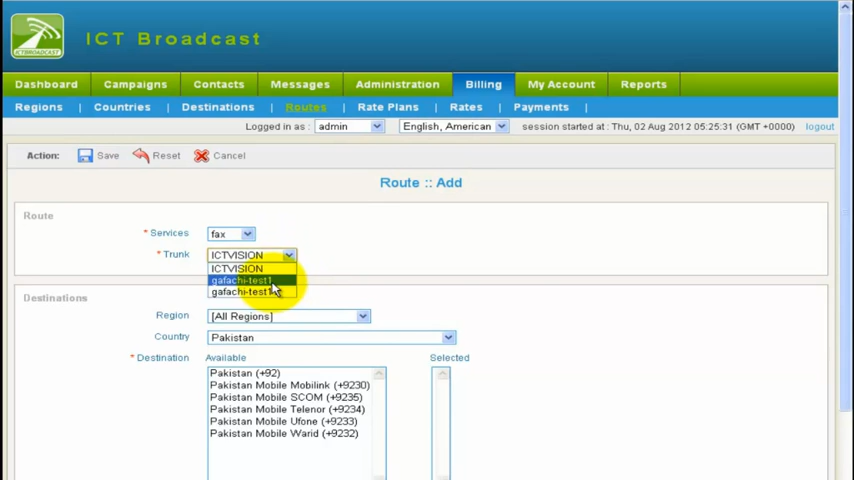 ICTBROADCAST
ICT Broadcast
Dashboard Campaigns Contacts Messages Administration Billing My Account Reports
Regions Countries Destinations Routes Rate Plans Rates Payments
Logged in as : admin English, American session started at : Thu, 02 Aug 2012 05:25:31 (GMT +0000) logout
Action: Save Reset Cancel
Route :: Add
Route
* Services fax
* Trunk ICTVISION
ICTVISION
gafachi-test1
gafachi-test1
Destinations
Region [All Regions]
Country Pakistan
* Destination Available Selected
Pakistan (+92)
Pakistan Mobile Mobilink (+9230)
Pakistan Mobile SCOM (+9235)
Pakistan Mobile Telenor (+9234)
Pakistan Mobile Ufone (+9233)
Pakistan Mobile Warid (+9232)